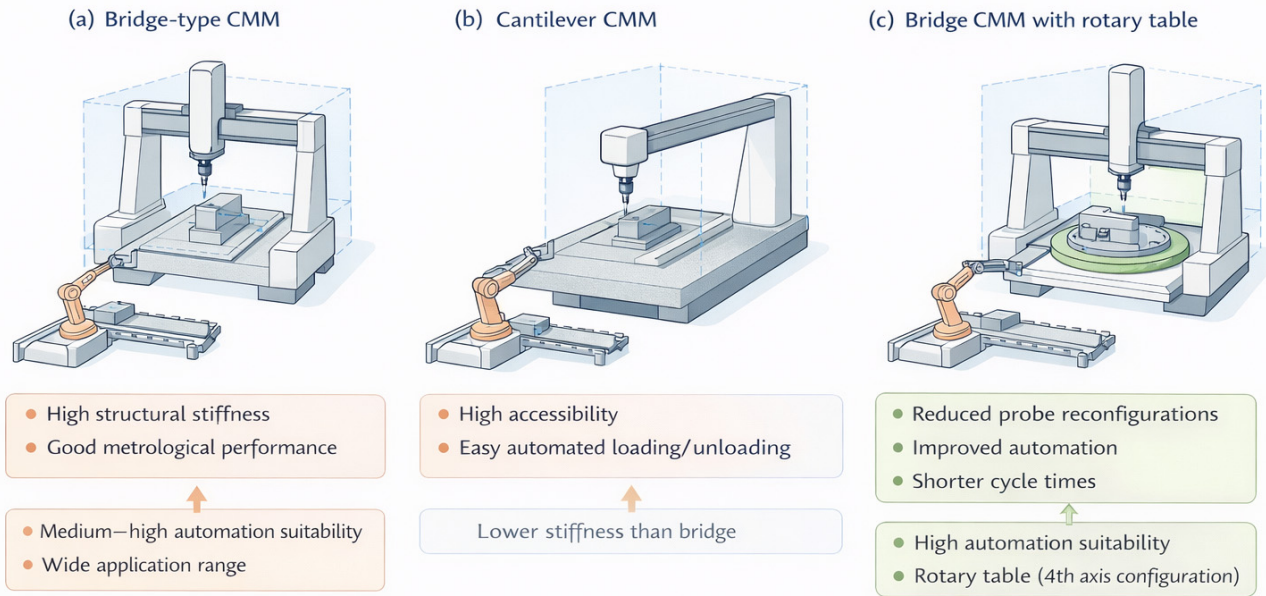 (a) Bridge-type CMM
(b) Cantilever CMM
(c) Bridge CMM with rotary table
• High structural stiffness
• Good metrological performance
• Medium–high automation suitability
• Wide application range
• High accessibility
• Easy automated loading/unloading
Lower stiffness than bridge
• Reduced probe reconfigurations
• Improved automation
• Shorter cycle times
• High automation suitability
• Rotary table (4th axis configuration)